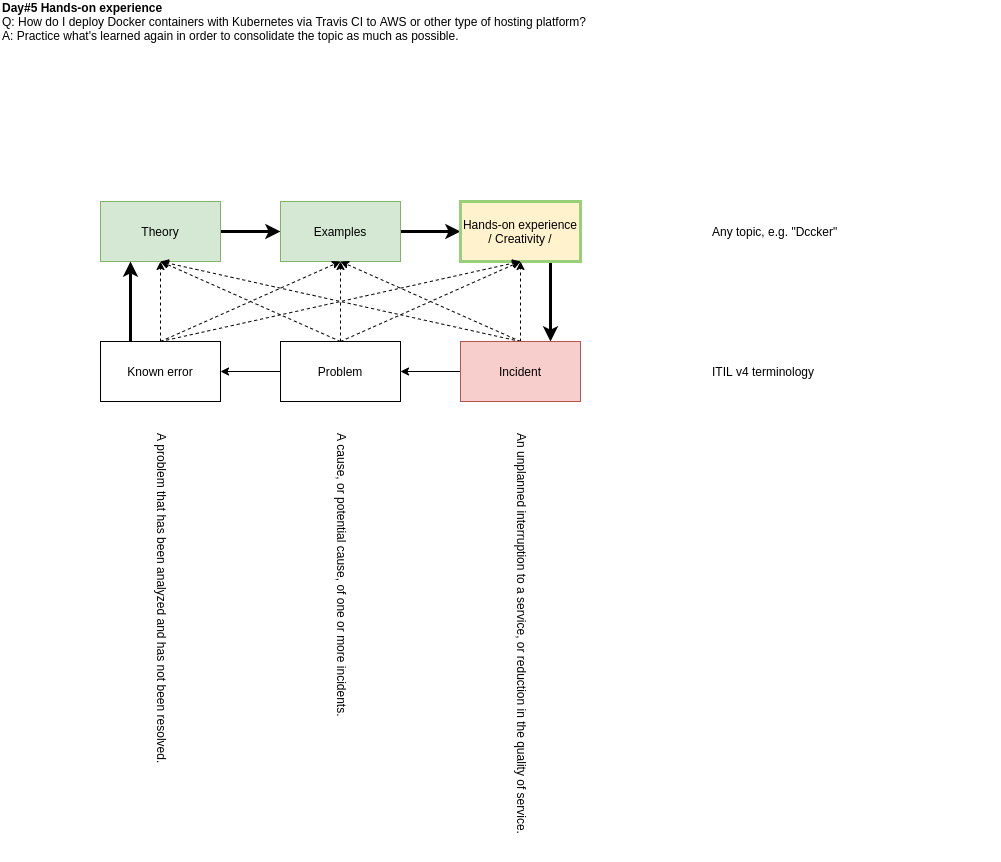 Day#5 Hands-on experience
Q: How do I deploy Docker containers with Kubernetes via Travis CI to AWS or other type of hosting platform?
A: Practice what's learned again in order to consolidate the topic as much as possible.
Theory
Examples
Hands-on experience
/ Creativity /
Any topic, e.g. "Dccker"
Known error
Problem
Incident
ITIL v4 terminology
A problem that has been analyzed and has not been resolved.
A cause, or potential cause, of one or more incidents.
An unplanned interruption to a service, or reduction in the quality of service.